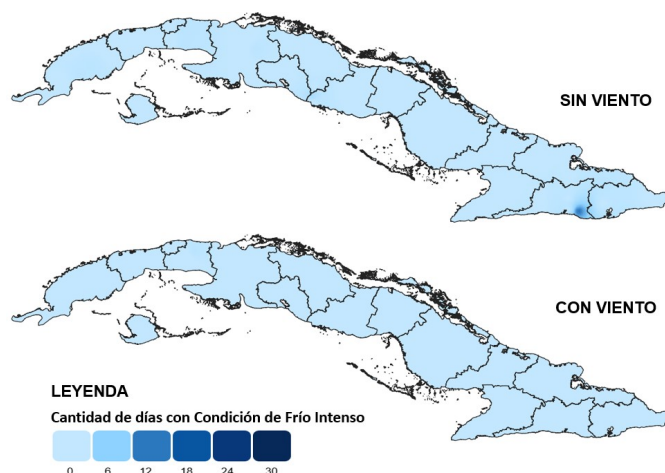 SIN VIENTO
CON VIENTO
LEYENDA
Cantidad de días con Condición de Frío Intenso
0 6 12 18 24 30